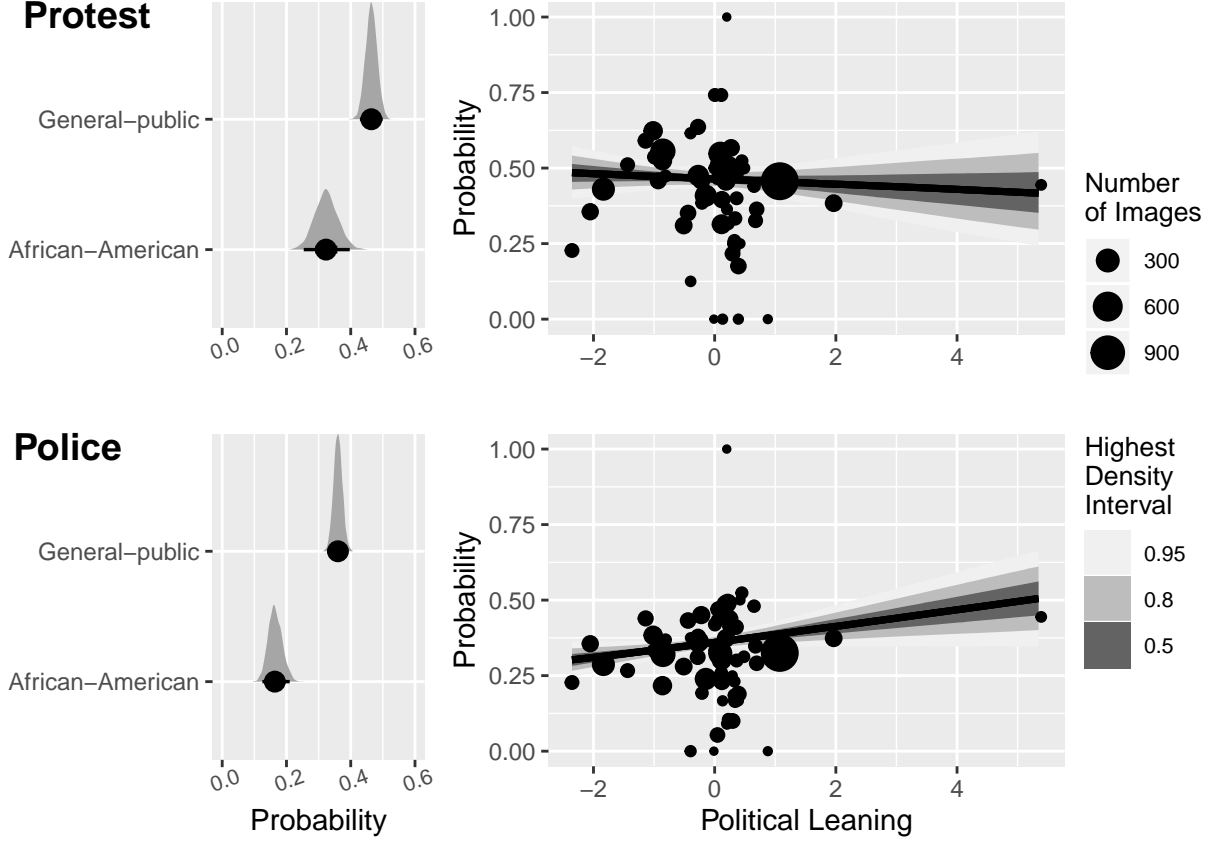 Protest
General−public
African−American
0.0
0.2
0.4
0.6
Probability
1.00
0.75
0.50
0.25
0.00
−2
0
2
4
Number
of Images
300
600
900
Police
General−public
African−American
0.0
0.2
0.4
0.6
Probability
Probability
1.00
0.75
0.50
0.25
0.00
−2
0
2
4
Political Leaning
Highest
Density
Interval
0.95
0.8
0.5